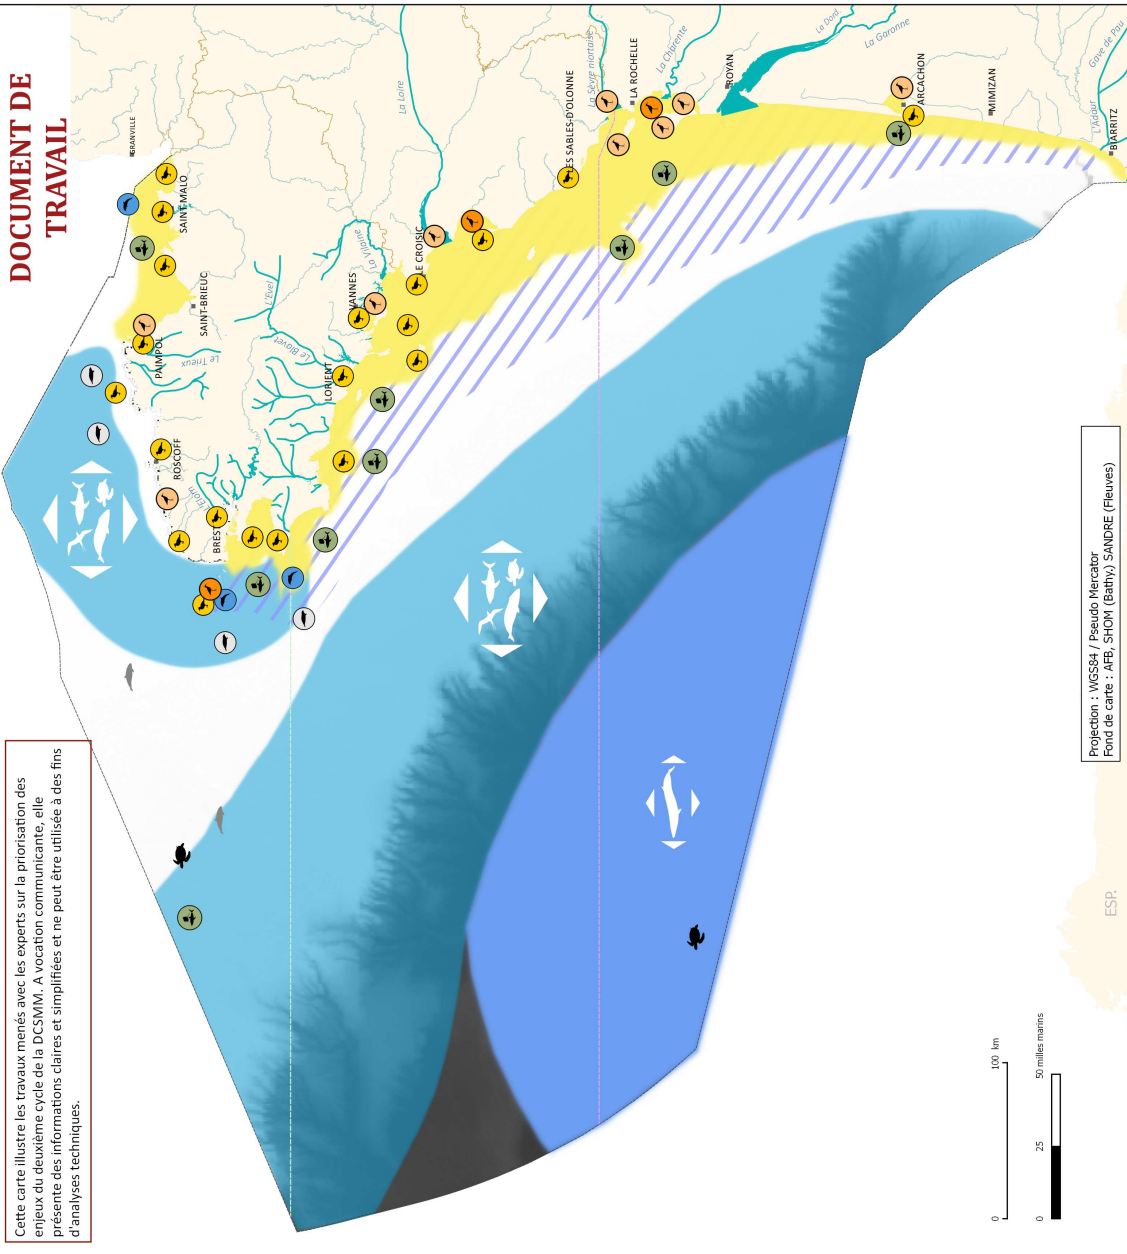 DOCUMENT DE
TRAVAIL
Cette carte illustre les travaux menés avec les experts sur la priorisation des
enjeux du deuxième cycle de la DCSMM. A vocation communicante, elle
présente des informations claires et simplifiées et ne peut être utilisée à des fins
d'analyses techniques.
GRANVILLE
SAINT-MALO
SAINT-BRIEUC
PAIMPOL
Le Trieux
ROSCOFF
L'Elorn
BREST
L'Evel
Le Blavet
LORIENT
VANNES
La Vilaine
LE CROISIC
La Loire
LES SABLES-D'OLONNE
La Sèvre niortaise
LA ROCHELLE
La Charente
ROYAN
La Dord.
La Garonne
ARCACHON
MIMIZAN
L'Adour
Gave de Pau
BIARRITZ
ESP.
0 100 km
0 25 50 milles marins
Projection : WGS84 / Pseudo Mercator
Fond de carte : AFB, SHOM (Bathy.) SANDRE (Fleuves)